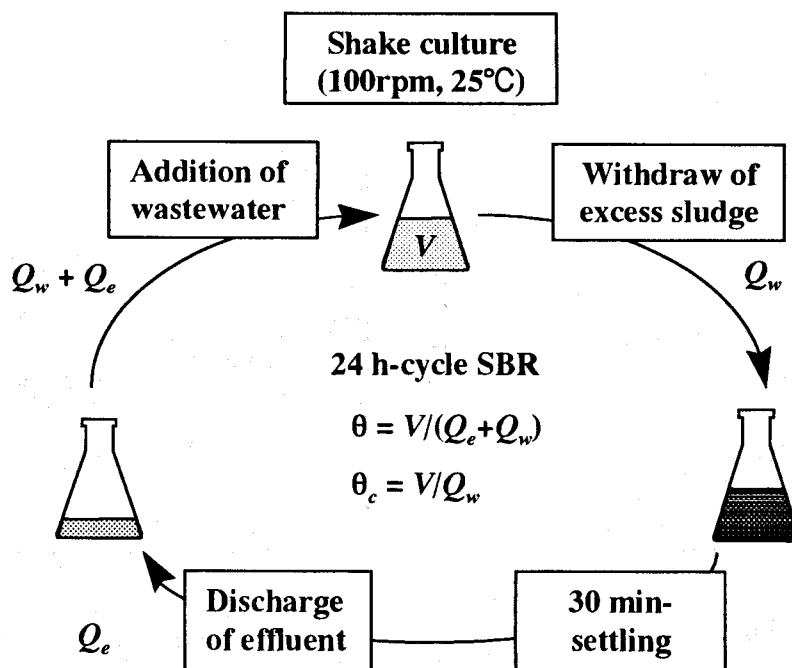 Shake culture
(100rpm, 25℃)
Addition of
wastewater
Withdraw of
excess sludge
V
Q_w + Q_e
Q_w
24 h-cycle SBR
θ = V/(Q_e+Q_w)
θ_c = V/Q_w
Discharge
of effluent
30 min-
settling
Q_e